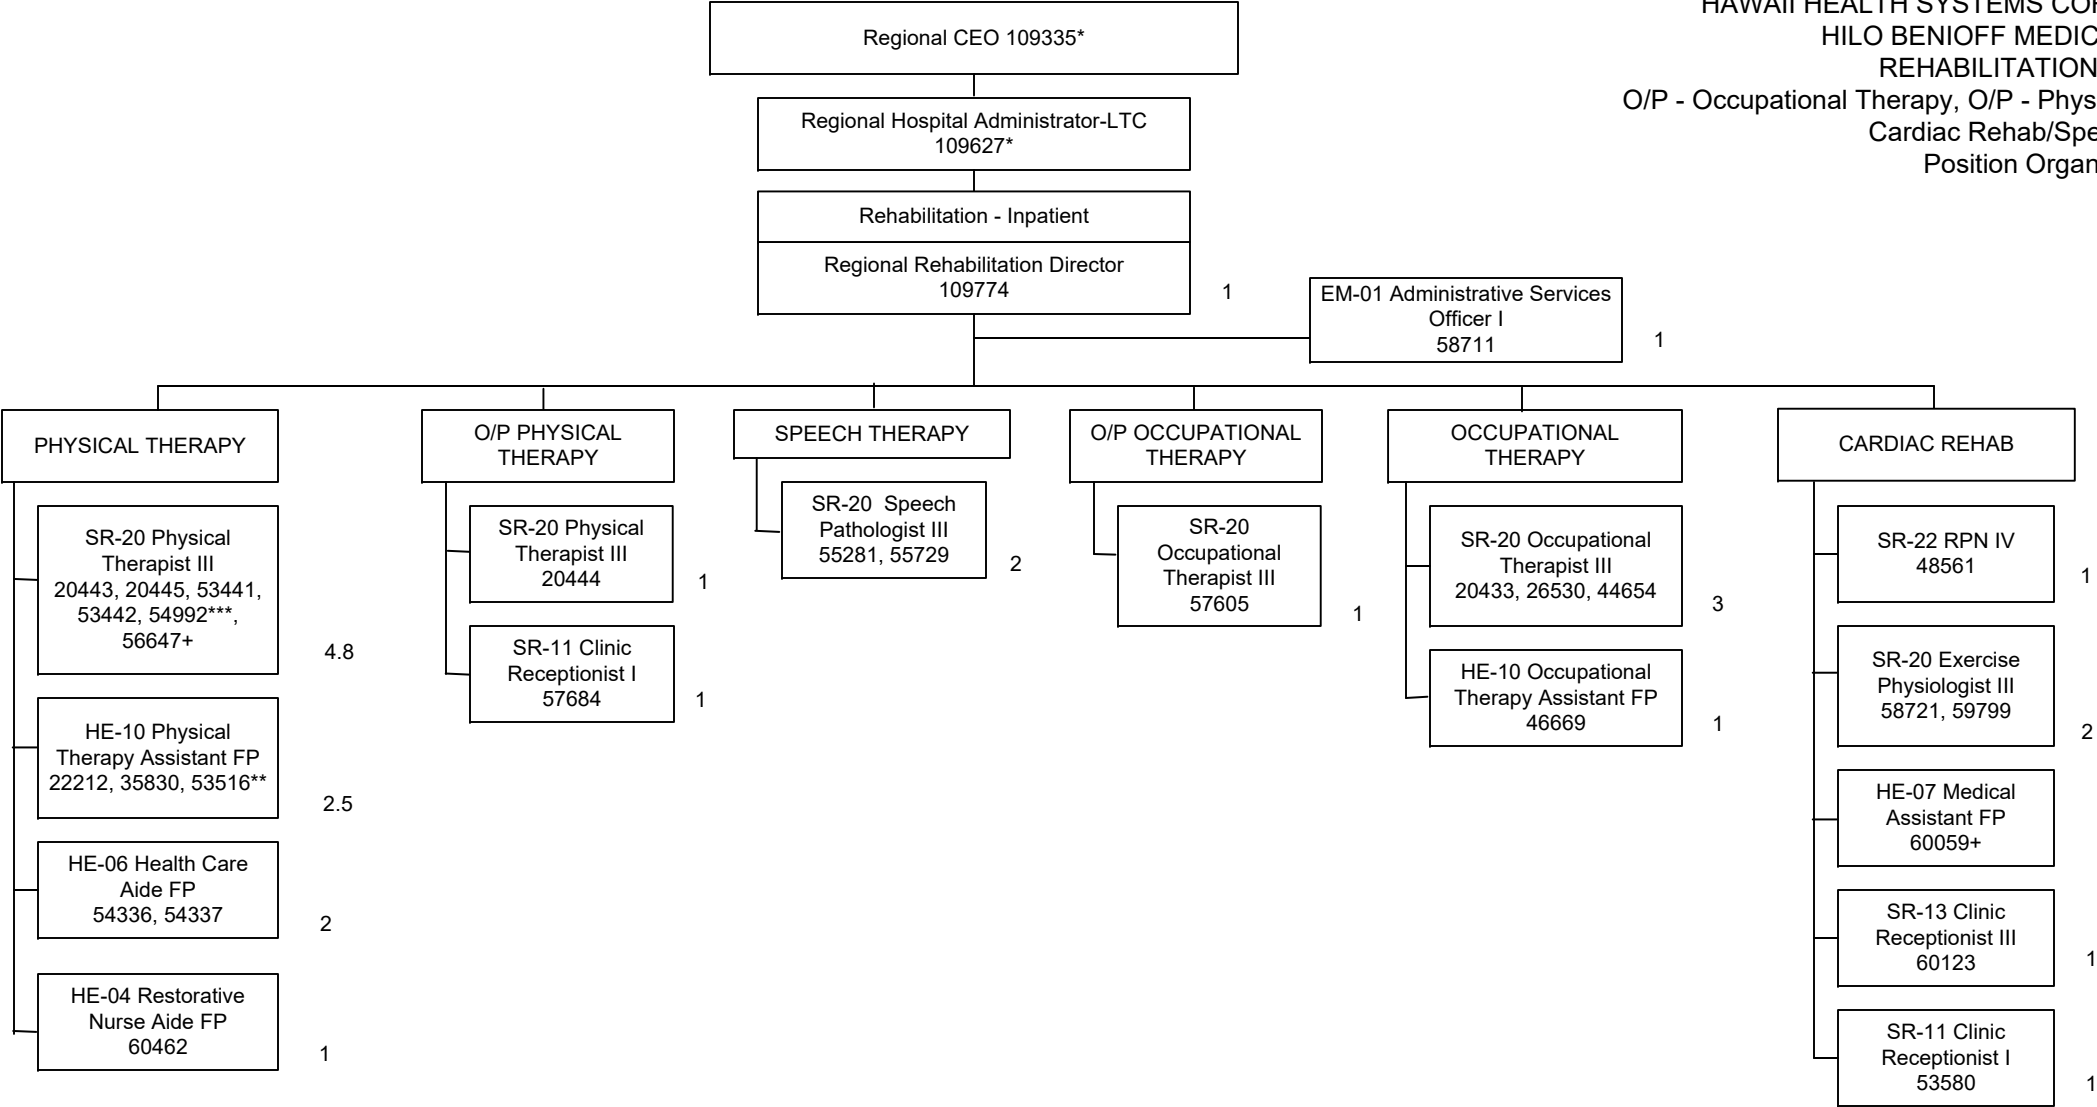 HAWAII HEALTH SYSTEMS
HILO BENIOFF
REHABILITATION
O/P - Occupational Therapy, O/P -
Cardiac
Position
Regional CEO 109335*
Regional Hospital Administrator-LTC
109627*
Rehabilitation - Inpatient
Regional Rehabilitation Director
109774
1
EM-01 Administrative Services
Officer I
58711
1
PHYSICAL THERAPY
SR-20 Physical
Therapist III
20443, 20445, 53441,
53442, 54992***,
56647+
4.8
HE-10 Physical
Therapy Assistant FP
22212, 35830, 53516**
2.5
HE-06 Health Care
Aide FP
54336, 54337
2
HE-04 Restorative
Nurse Aide FP
60462
1
O/P PHYSICAL
THERAPY
SR-20 Physical
Therapist III
20444
1
SR-11 Clinic
Receptionist I
57684
1
SPEECH THERAPY
SR-20 Speech
Pathologist III
55281, 55729
2
O/P OCCUPATIONAL
THERAPY
SR-20
Occupational
Therapist III
57605
1
OCCUPATIONAL
THERAPY
SR-20 Occupational
Therapist III
20433, 26530, 44654
3
HE-10 Occupational
Therapy Assistant FP
46669
1
CARDIAC REHAB
SR-22 RPN IV
48561
1
SR-20 Exercise
Physiologist III
58721, 59799
2
HE-07 Medical
Assistant FP
60059+
SR-13 Clinic
Receptionist III
60123
1
SR-11 Clinic
Receptionist I
53580
1